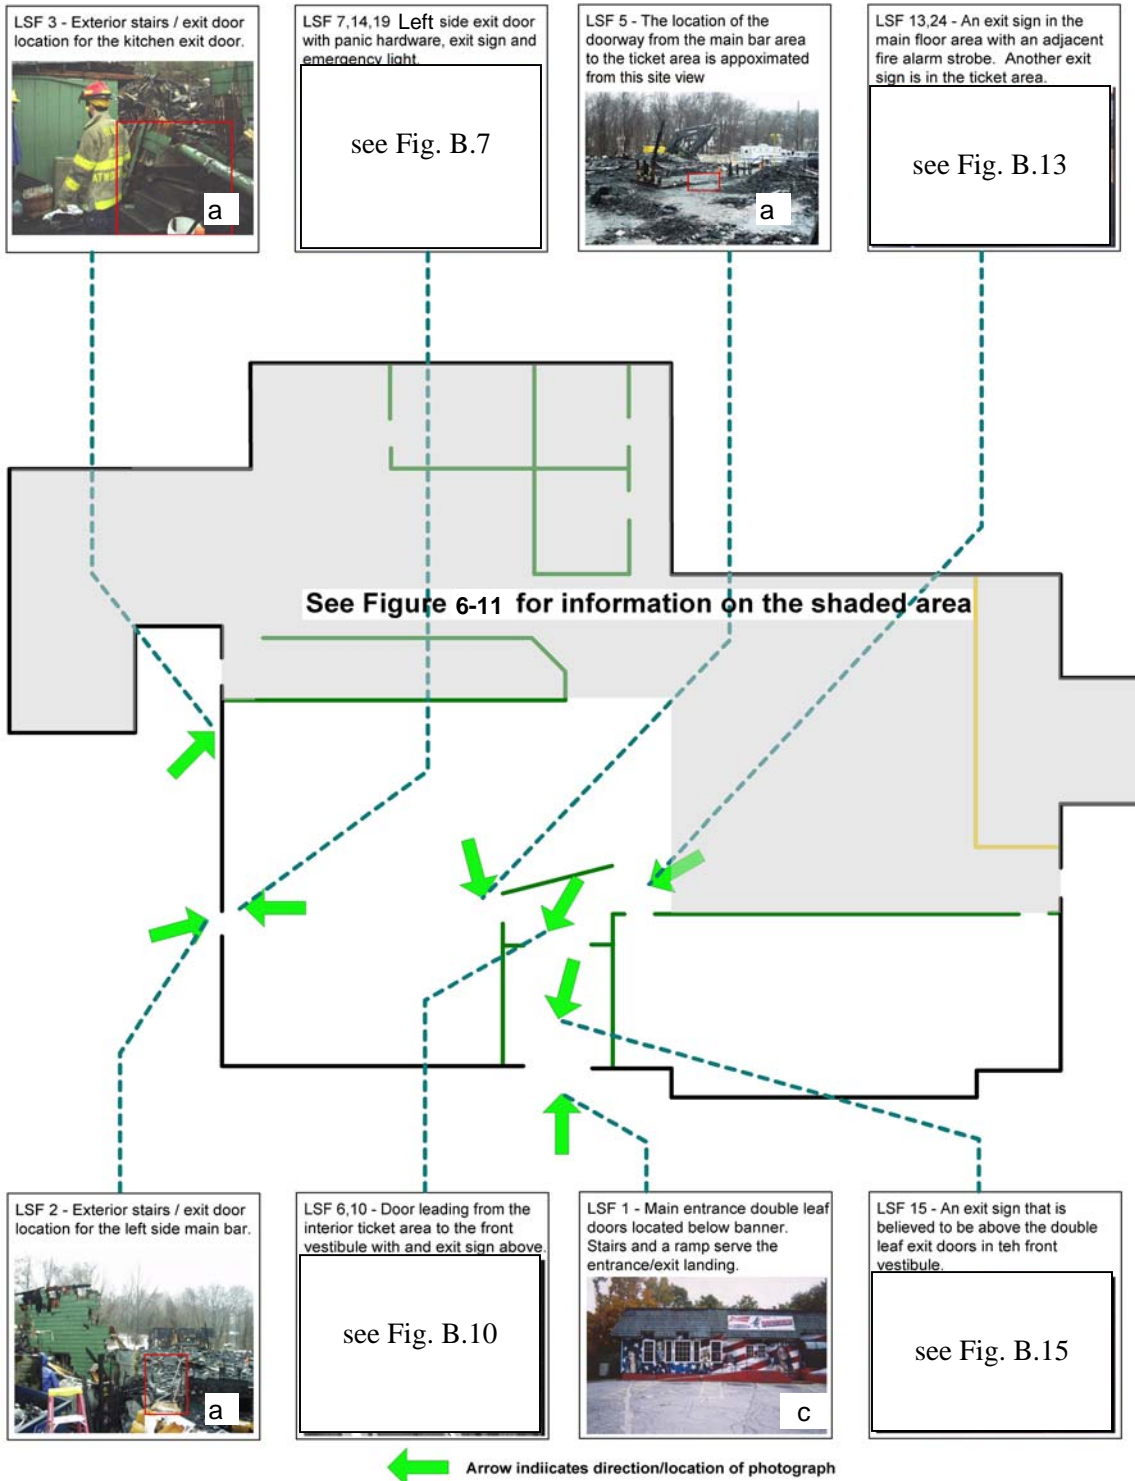 LSF 3 - Exterior stairs / exit door
location for the kitchen exit door.
a
LSF 7,14,19 Left side exit door
with panic hardware, exit sign and
emergency light.
see Fig. B.7
LSF 5 - The location of the
doorway from the main bar area
to the ticket area is appoximated
from this site view
a
LSF 13,24 - An exit sign in the
main floor area with an adjacent
fire alarm strobe. Another exit
sign is in the ticket area.
see Fig. B.13
See Figure 6-11 for information on the shaded area
LSF 2 - Exterior stairs / exit door
location for the left side main bar.
a
LSF 6,10 - Door leading from the
interior ticket area to the front
vestibule with and exit sign above.
see Fig. B.10
LSF 1 - Main entrance double leaf
doors located below banner.
Stairs and a ramp serve the
entrance/exit landing.
c
LSF 15 - An exit sign that is
believed to be above the double
leaf exit doors in teh front
vestibule.
see Fig. B.15
Arrow indiicates direction/location of photograph